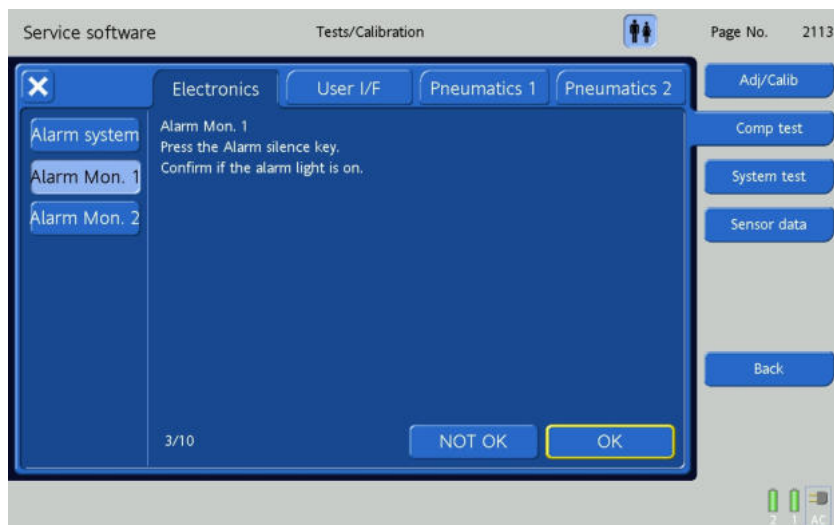 Service software
Tests/Calibration
Page No. 2113
Electronics
User I/F
Pneumatics 1
Pneumatics 2
Alarm system
Alarm Mon. 1
Alarm Mon. 2
Alarm Mon. 1
Press the Alarm silence key.
Confirm if the alarm light is on.
3/10
NOT OK
OK
Adj/Calib
Comp test
System test
Sensor data
Back
2 1 AC